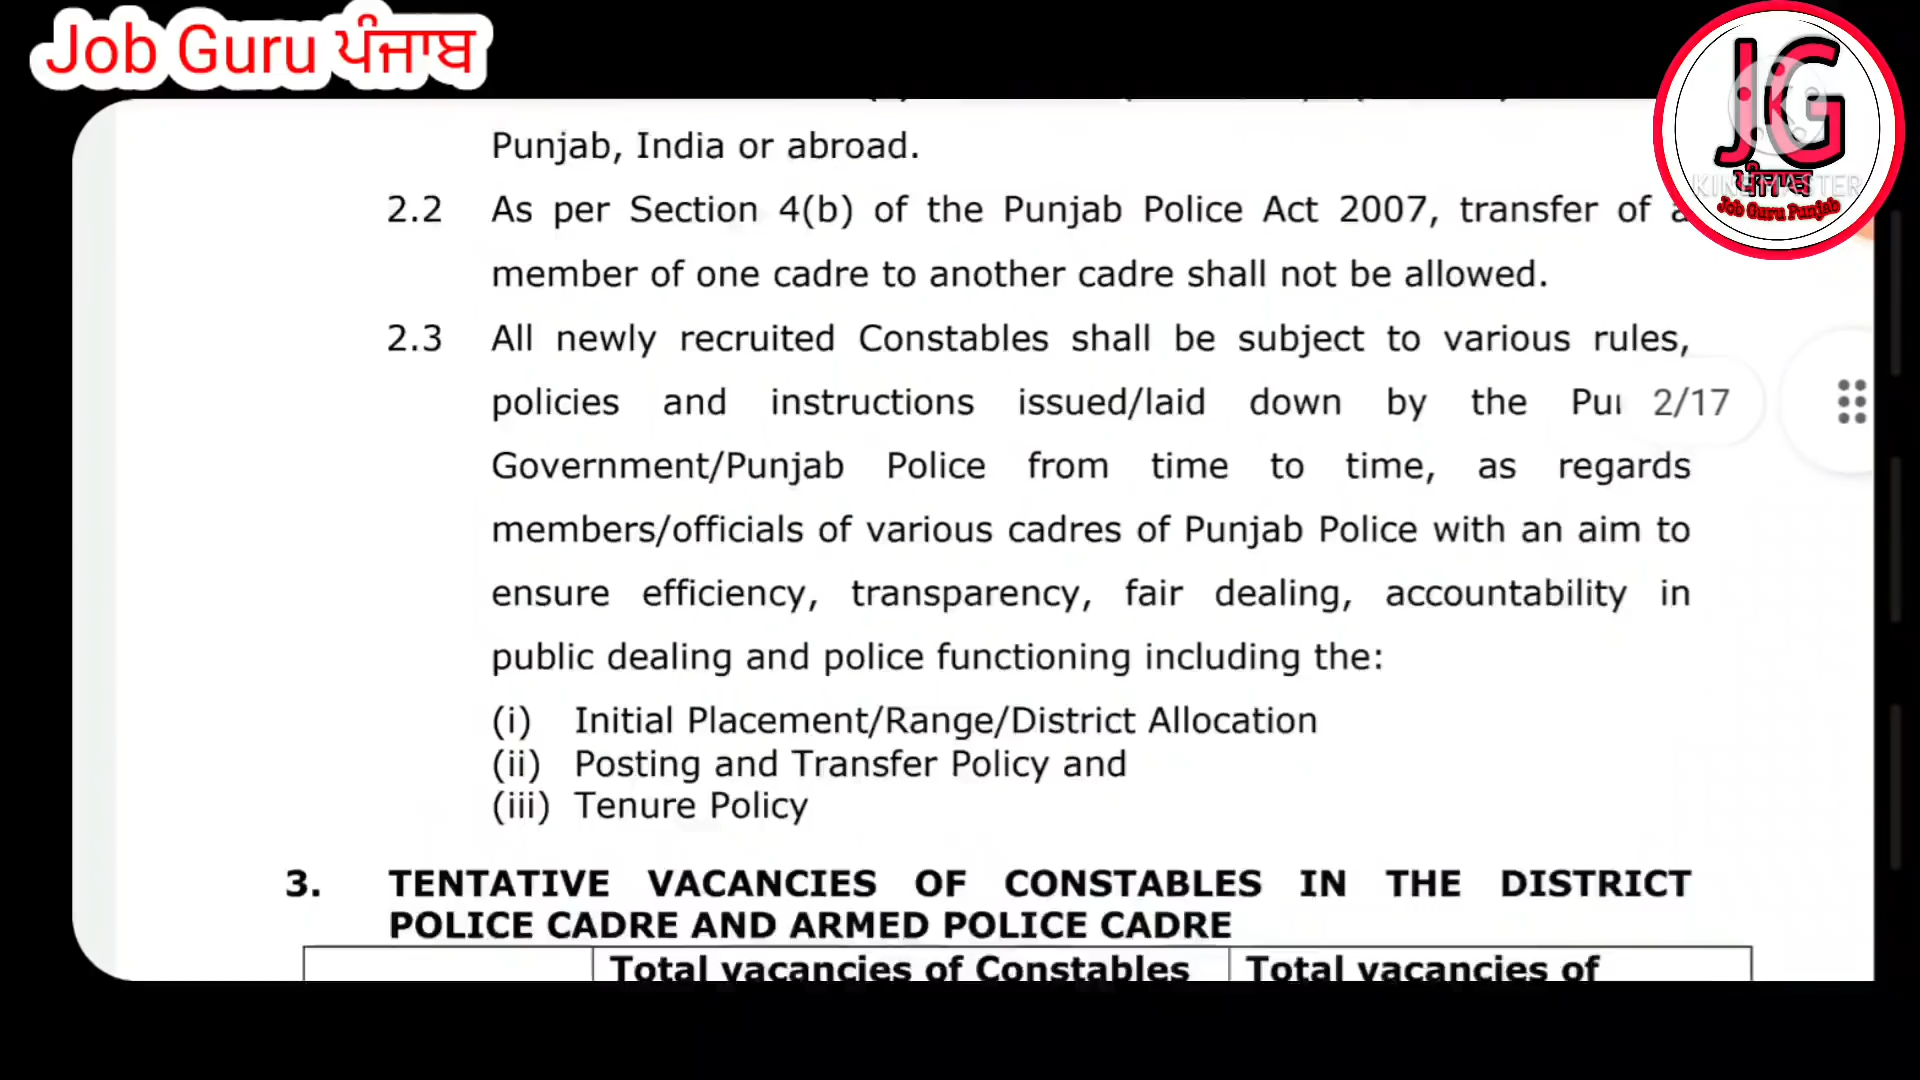 Job Guru ਪੰਜਾਬ
JKG
ਪੰਜਾਬ
KINEMASTER
Job Guru Punjab
Punjab, India or abroad.
2.2 As per Section 4(b) of the Punjab Police Act 2007, transfer of a
member of one cadre to another cadre shall not be allowed.
2.3 All newly recruited Constables shall be subject to various rules,
policies and instructions issued/laid down by the
2/17
Government/Punjab Police from time to time, as regards
members/officials of various cadres of Punjab Police with an aim to
ensure efficiency, transparency, fair dealing, accountability in
public dealing and police functioning including the:
(i) Initial Placement/Range/District Allocation
(ii) Posting and Transfer Policy and
(iii) Tenure Policy
3. TENTATIVE VACANCIES OF CONSTABLES IN THE DISTRICT
POLICE CADRE AND ARMED POLICE CADRE
Total vacancies of Constables
Total vacancies of